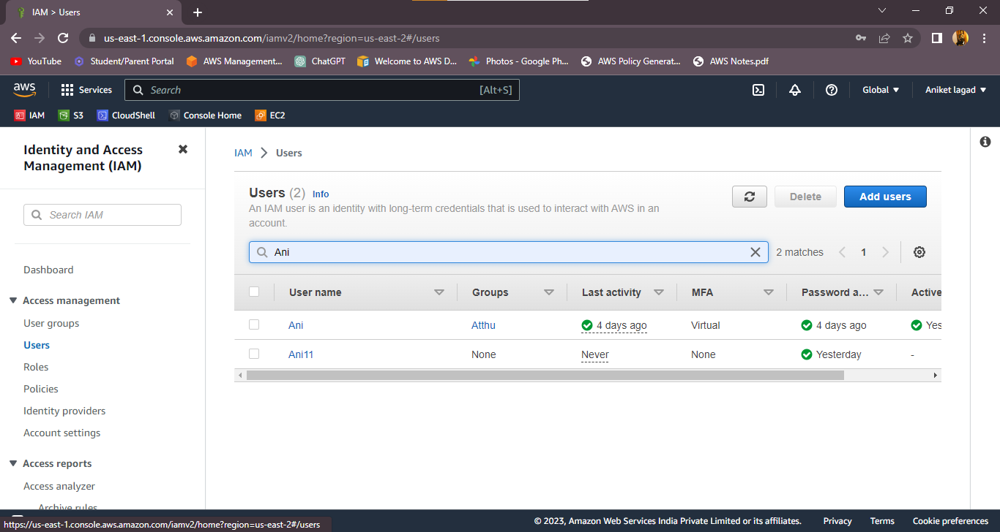 IAM > Users
us-east-1.console.aws.amazon.com/iamv2/home?region=us-east-2#/users
YouTube
Student/Parent Portal
AWS Management...
ChatGPT
Welcome to AWS D...
Photos - Google Ph...
AWS Policy Generat...
AWS Notes.pdf
aws
Services
Search
[Alt+S]
Global
Aniket lagad
IAM
S3
CloudShell
Console Home
EC2
Identity and Access
Management (IAM)
Search IAM
Dashboard
Access management
User groups
Users
Roles
Policies
Identity providers
Account settings
Access reports
Access analyzer
Archive rules
IAM > Users
Users (2) Info
An IAM user is an identity with long-term credentials that is used to interact with AWS in an
account.
Delete
Add users
Ani
2 matches
1
User name Groups Last activity MFA Password a... Active
Ani Atthu 4 days ago Virtual 4 days ago Yes
Ani11 None Never None Yesterday -
https://us-east-1.console.aws.amazon.com/iamv2/home?region=us-east-2#/users
© 2023, Amazon Web Services India Private Limited or its affiliates.
Privacy
Terms
Cookie preferences